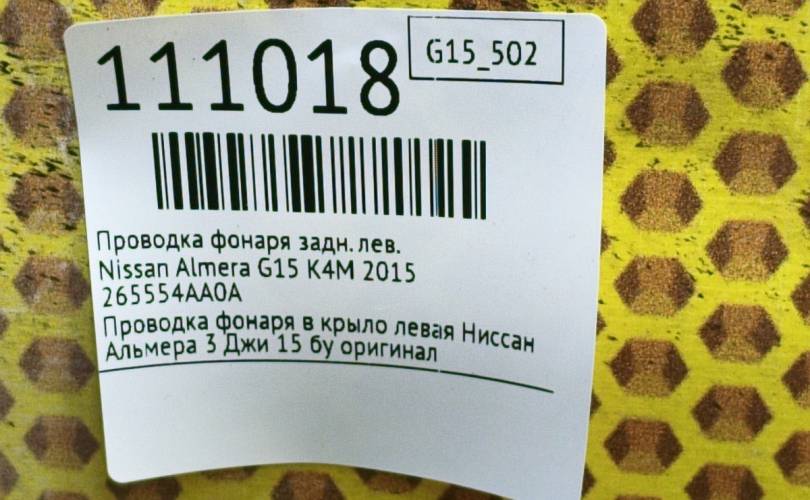 111018
G15_502
Проводка фонаря задн. лев.
Nissan Almera G15 K4M 2015
265554AA0A
Проводка фонаря в крыло левая Ниссан
Альмера 3 Джи 15 бу оригинал